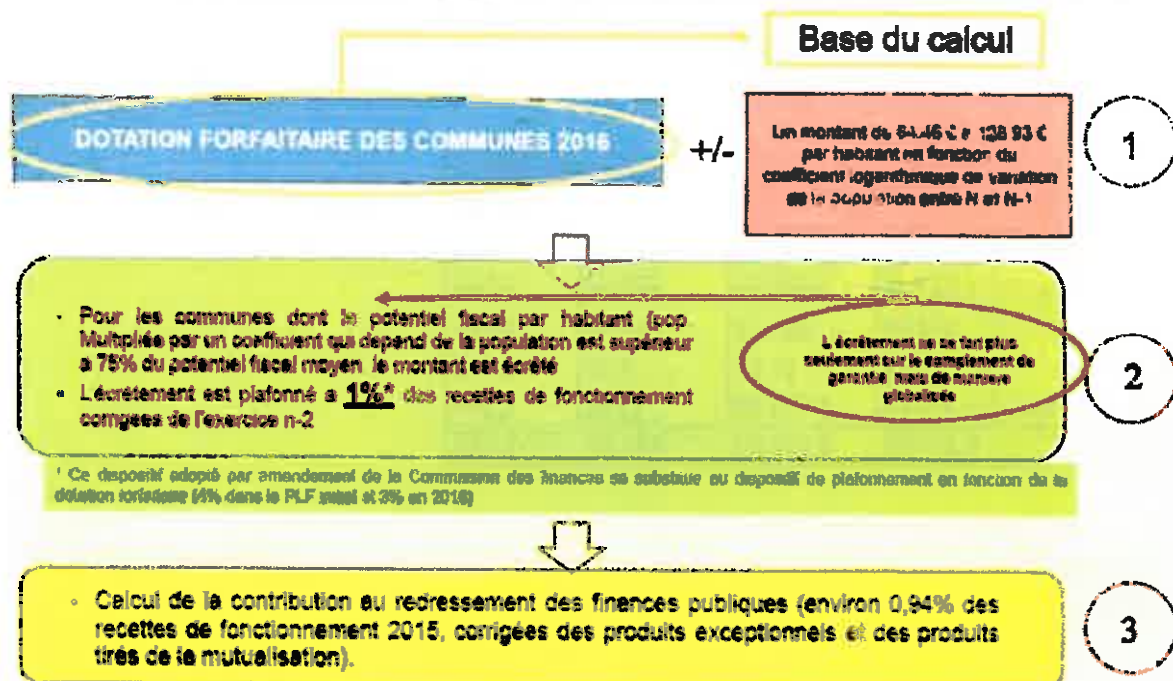 Base du calcul
DOTATION FORFAITAIRE DES COMMUNES 2016
+/-
Un montant de 64.46 € à 128.93 €
par habitant en fonction du
coefficient logarithmique de variation
de la population entre N et N-1
1
Pour les communes dont le potentiel fiscal par habitant (pop
Multipliée par un coefficient qui dépend de la population est supérieur
à 75% du potentiel fiscal moyen le montant est écrêté
L'écrêtement est plafonné à 1%* des recettes de fonctionnement
corrigées de l'exercice n-2
L'écrêtement ne se fait plus
seulement sur le complément de
garantie mais de manière
globalisée
2
* Ce dispositif adopté par amendement de la Commission des finances se substitue au dispositif de plafonnement en fonction de la
dotation forfaitaire (4% dans le PLF initial et 3% en 2016)
Calcul de la contribution au redressement des finances publiques (environ 0,94% des
recettes de fonctionnement 2015, corrigées des produits exceptionnels et des produits
tirés de la mutualisation).
3